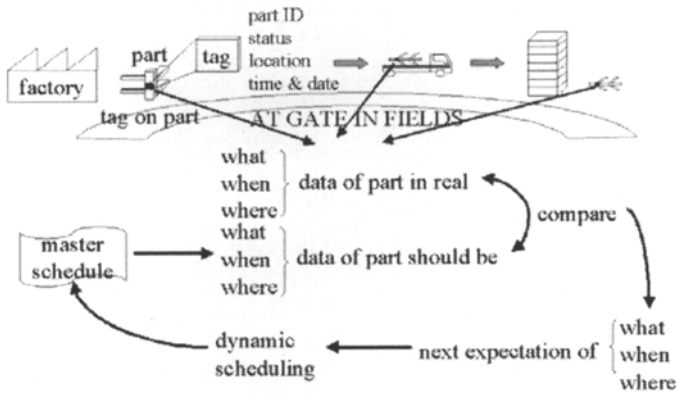 part ID
status
location
time & date
part
tag
factory
tag on part
AT GATE IN FIELDS
what
when
where
data of part in real
compare
what
when
where
data of part should be
master
schedule
dynamic
scheduling
next expectation of
what
when
where